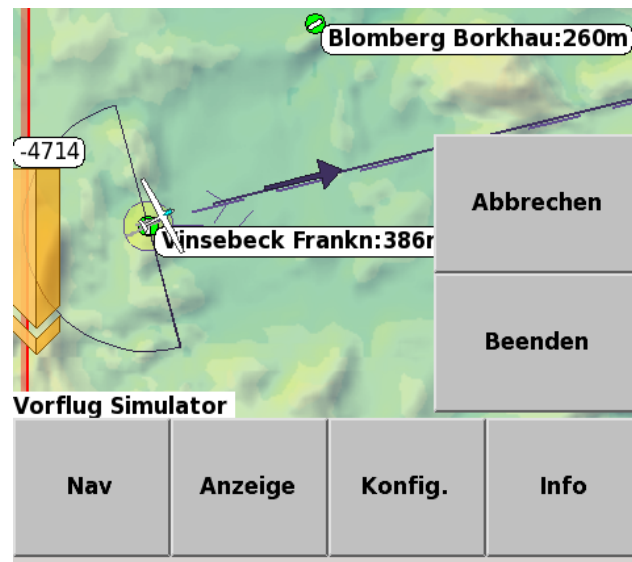 Blomberg Borkhau:260m
-4714
Abbrechen
Vinsebeck Frankn:386
Beenden
Vorflug Simulator
Nav
Anzeige
Konfig.
Info